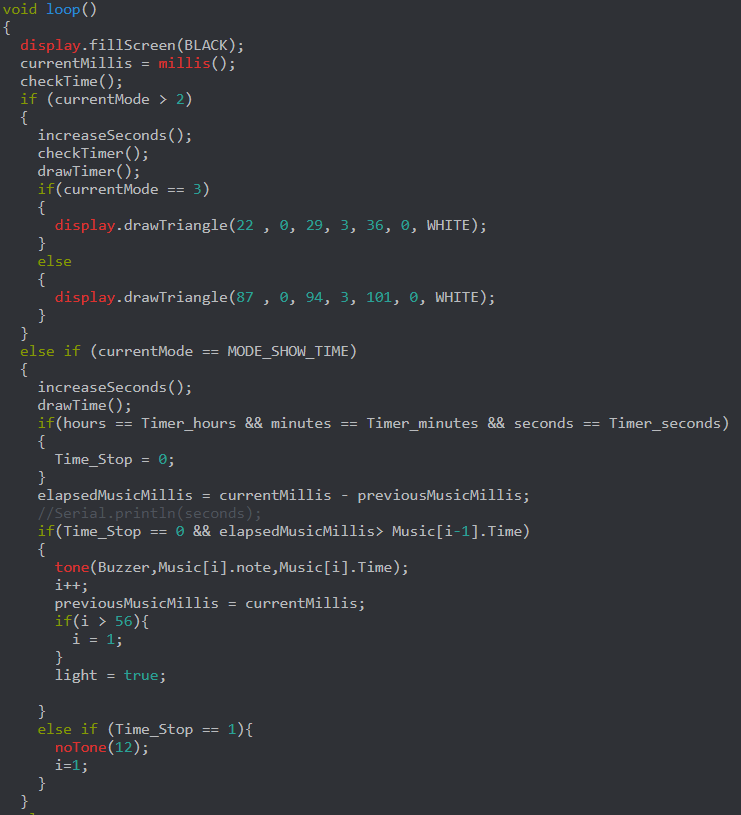 void loop()
{
  display.fillScreen(BLACK);
  currentMillis = millis();
  checkTime();
  if (currentMode > 2)
  {
    increaseSeconds();
    checkTimer();
    drawTimer();
    if(currentMode == 3)
    {
      display.drawTriangle(22 , 0, 29, 3, 36, 0, WHITE);
    }
    else
    {
      display.drawTriangle(87 , 0, 94, 3, 101, 0, WHITE);
    }
  }
  else if (currentMode == MODE_SHOW_TIME)
  {
    increaseSeconds();
    drawTime();
    if(hours == Timer_hours && minutes == Timer_minutes && seconds == Timer_seconds)
    {
      Time_Stop = 0;
    }
    elapsedMusicMillis = currentMillis - previousMusicMillis;
    //Serial.println(seconds);
    if(Time_Stop == 0 && elapsedMusicMillis> Music[i-1].Time)
    {
      tone(Buzzer,Music[i].note,Music[i].Time);
      i++;
      previousMusicMillis = currentMillis;
      if(i > 56){
        i = 1;
      }
      light = true;

    }
    else if (Time_Stop == 1){
      noTone(12);
      i=1;
    }
  }